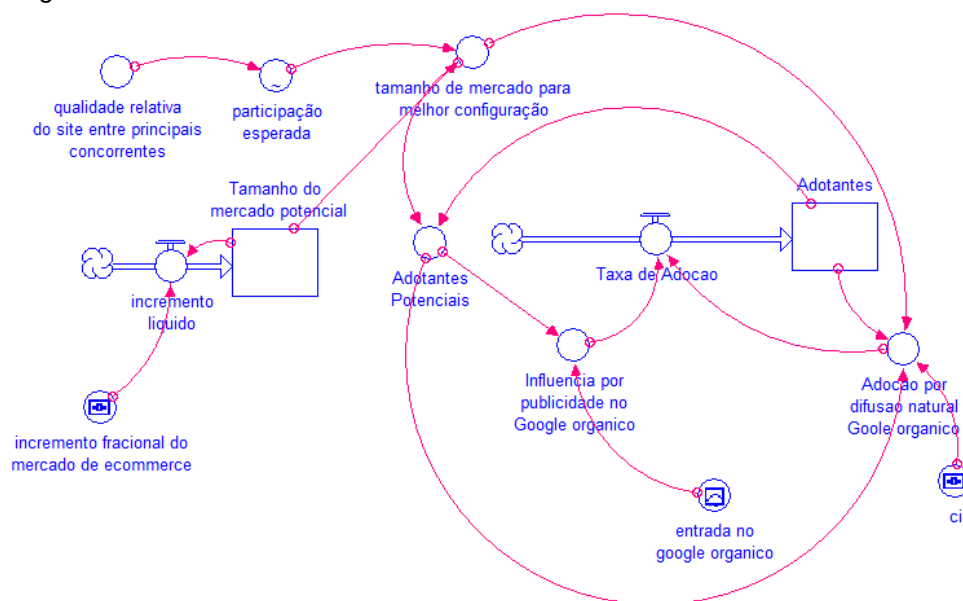 qualidade relativa
do site entre principais
concorrentes
~
participação
esperada
tamanho de mercado para
melhor configuração
Tamanho do
mercado potencial
incremento
liquido
incremento fracional do
mercado de ecommerce
Adotantes
Potenciais
Taxa de Adocao
Adotantes
Influencia por
publicidade no
Google organico
Adocao por
difusao natural
Goole organico
entrada no
google organico
ci